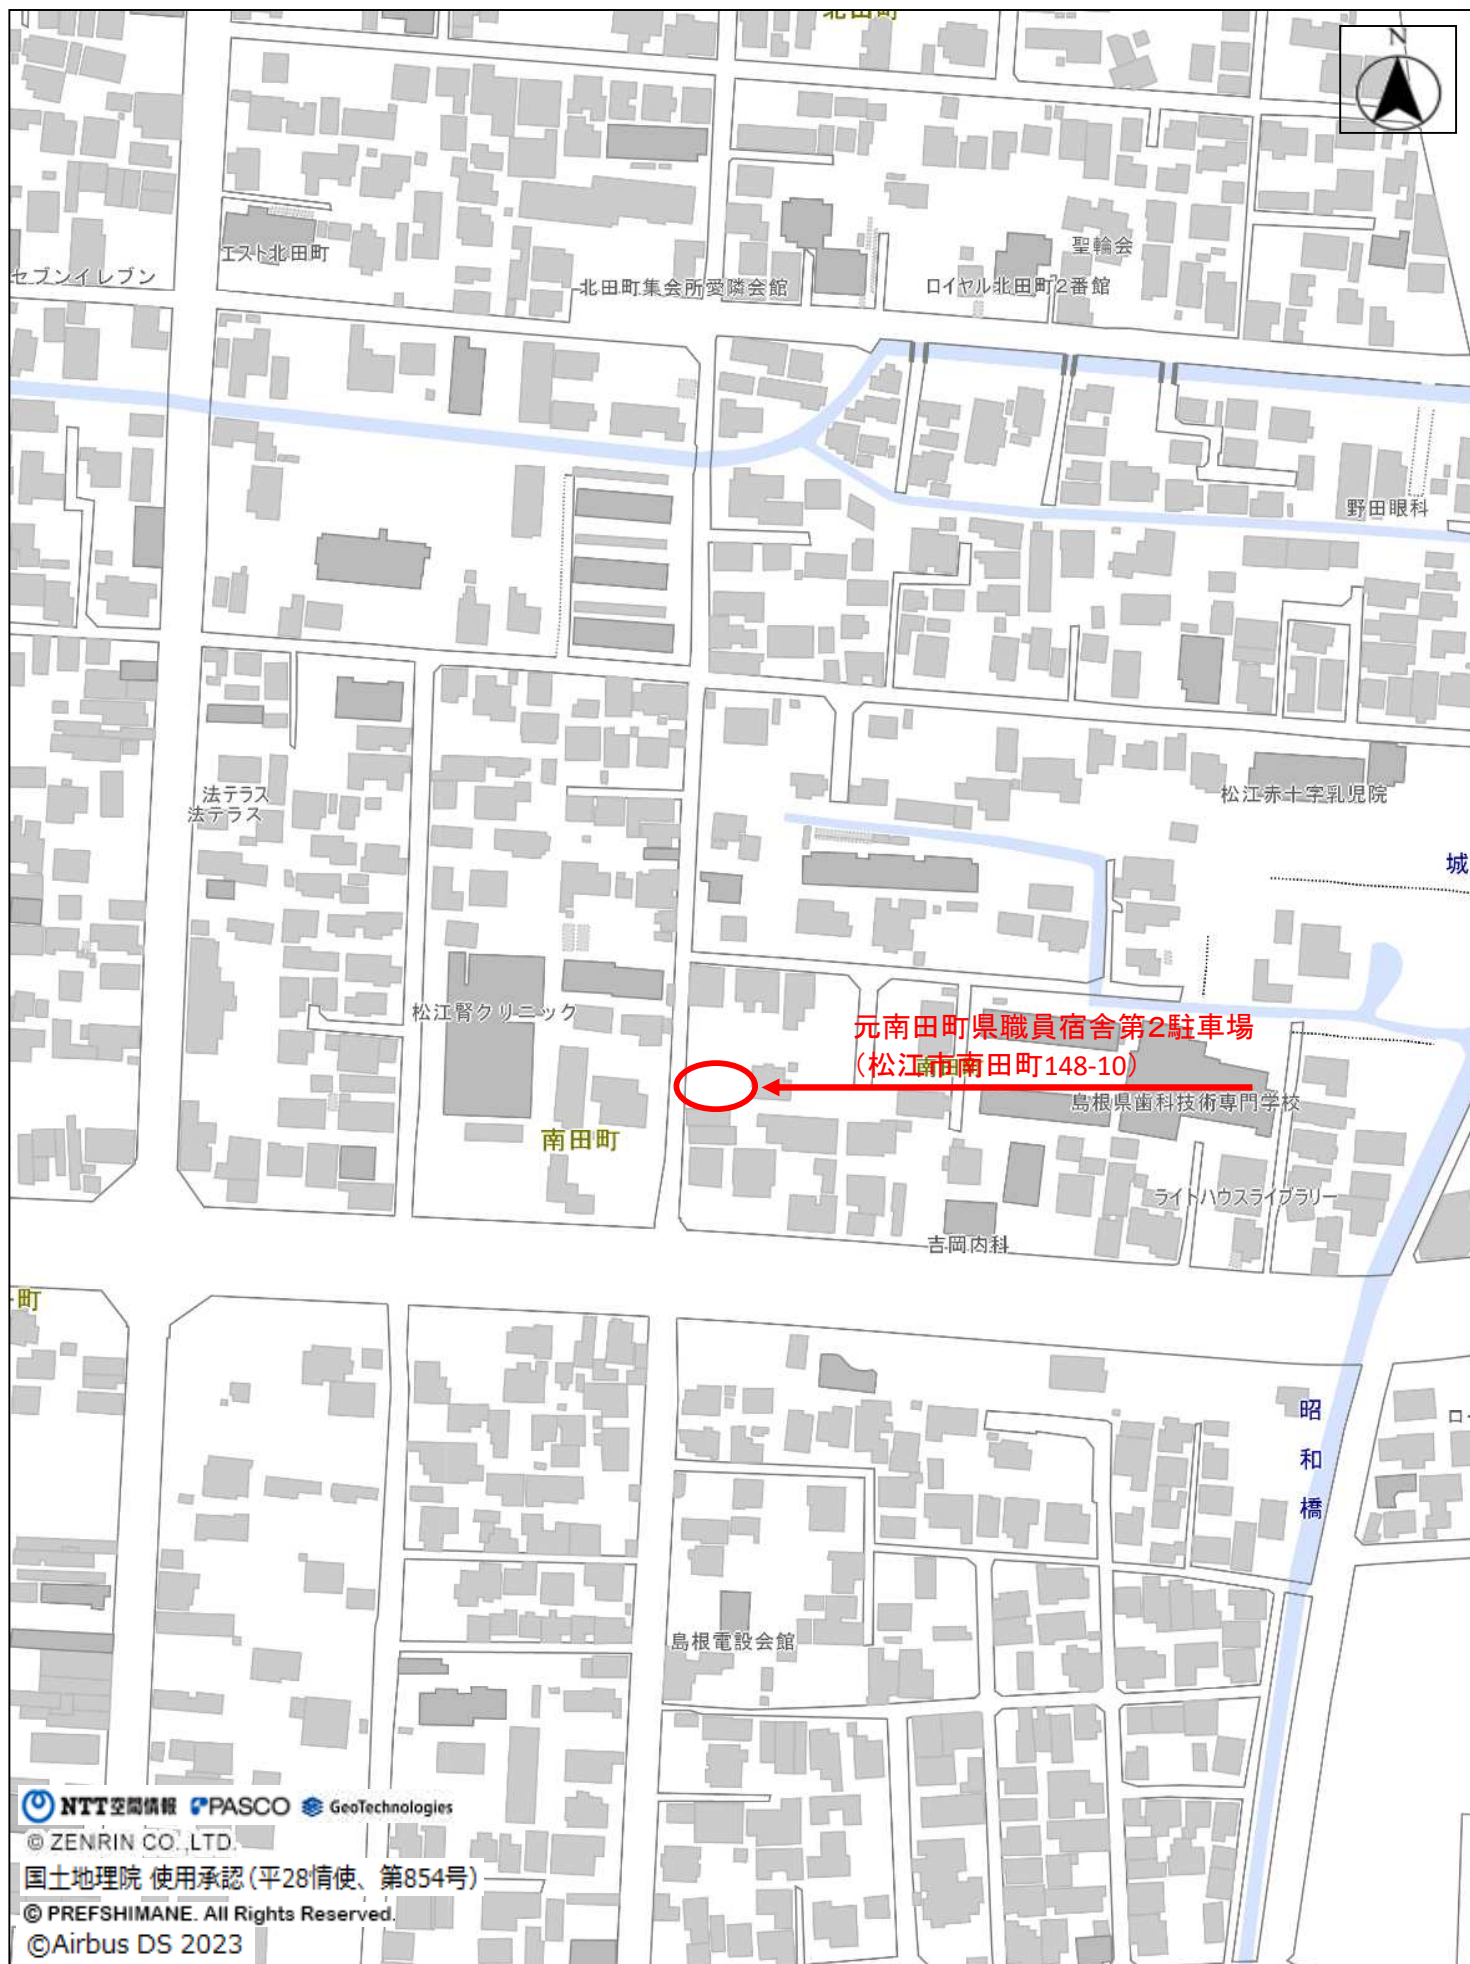 北田町
N
エスト北田町
聖輪会
セブンイレブン
北田町集会所愛隣会館
ロイヤル北田町2番館
野田眼科
法テラス
法テラス
松江赤十字乳児院
城
松江腎クリニック
元南田町県職員宿舎第2駐車場
（松江市南田町148-10）
南田町
島根県歯科技術専門学校
南田町
ライトハウスライブラリー
吉岡内科
町
昭
和
橋
ロ
島根電設会館
NTT空間情報 PASCO GeoTechnologies
© ZENRIN CO.,LTD.
国土地理院 使用承認（平28情使、第854号）
© PREFSHIMANE. All Rights Reserved.
©Airbus DS 2023